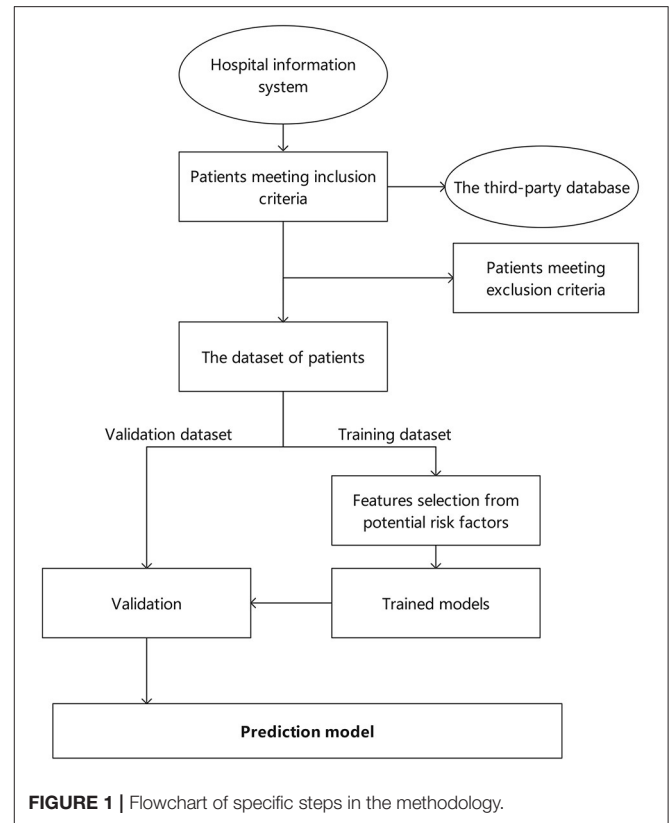 Hospital information
system
Patients meeting inclusion
criteria
The third-party database
Patients meeting
exclusion criteria
The dataset of patients
Validation dataset
Training dataset
Features selection from
potential risk factors
Validation
Trained models
Prediction model
FIGURE 1 | Flowchart of specific steps in the methodology.